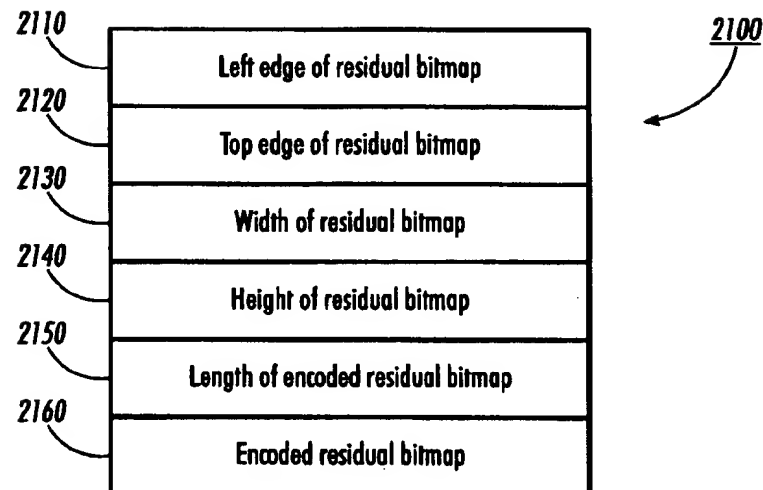 2110
2100
Left edge of residual bitmap
2120
Top edge of residual bitmap
2130
Width of residual bitmap
2140
Height of residual bitmap
2150
Length of encoded residual bitmap
2160
Encoded residual bitmap